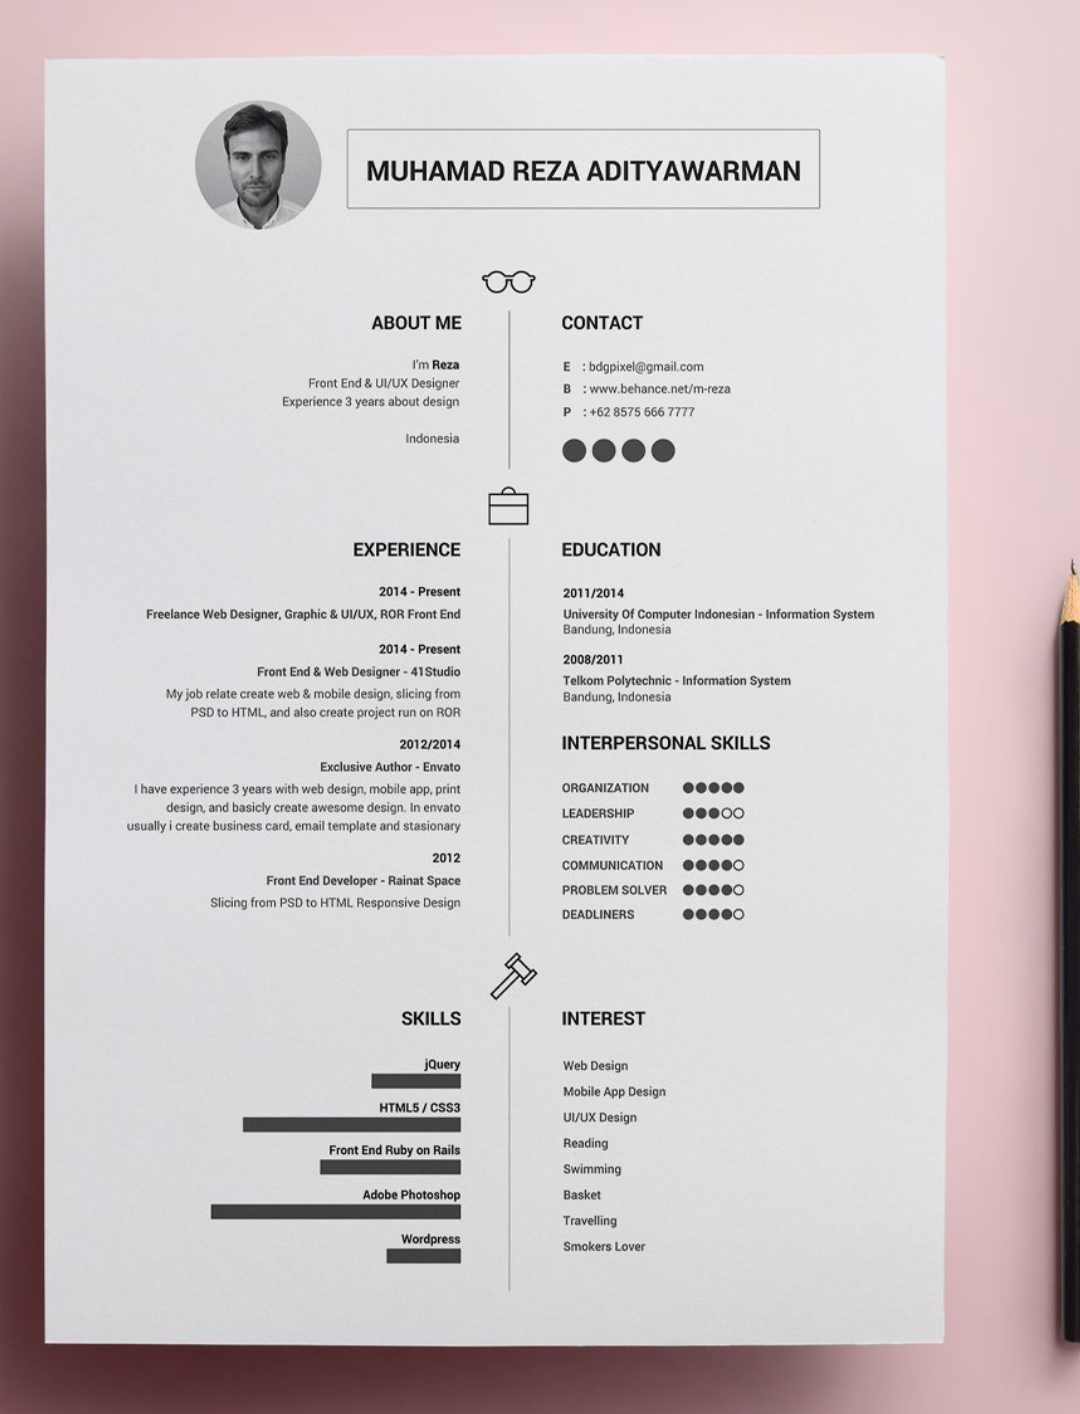 MUHAMAD REZA ADITYAWARMAN
ABOUT ME
I'm Reza
Front End & UI/UX Designer
Experience 3 years about design
Indonesia
CONTACT
E : bdgpixel@gmail.com
B : www.behance.net/m-reza
P : +62 8575 666 7777
EXPERIENCE
2014 - Present
Freelance Web Designer, Graphic & UI/UX, ROR Front End
2014 - Present
Front End & Web Designer - 41Studio
My job relate create web & mobile design, slicing from
PSD to HTML, and also create project run on ROR
2012/2014
Exclusive Author - Envato
I have experience 3 years with web design, mobile app, print
design, and basicly create awesome design. In envato
usually i create business card, email template and stasionary
2012
Front End Developer - Rainat Space
Slicing from PSD to HTML Responsive Design
EDUCATION
2011/2014
University Of Computer Indonesian - Information System
Bandung, Indonesia
2008/2011
Telkom Polytechnic - Information System
Bandung, Indonesia
INTERPERSONAL SKILLS
ORGANIZATION
LEADERSHIP
CREATIVITY
COMMUNICATION
PROBLEM SOLVER
DEADLINERS
SKILLS
jQuery
HTML5 / CSS3
Front End Ruby on Rails
Adobe Photoshop
Wordpress
INTEREST
Web Design
Mobile App Design
UI/UX Design
Reading
Swimming
Basket
Travelling
Smokers Lover